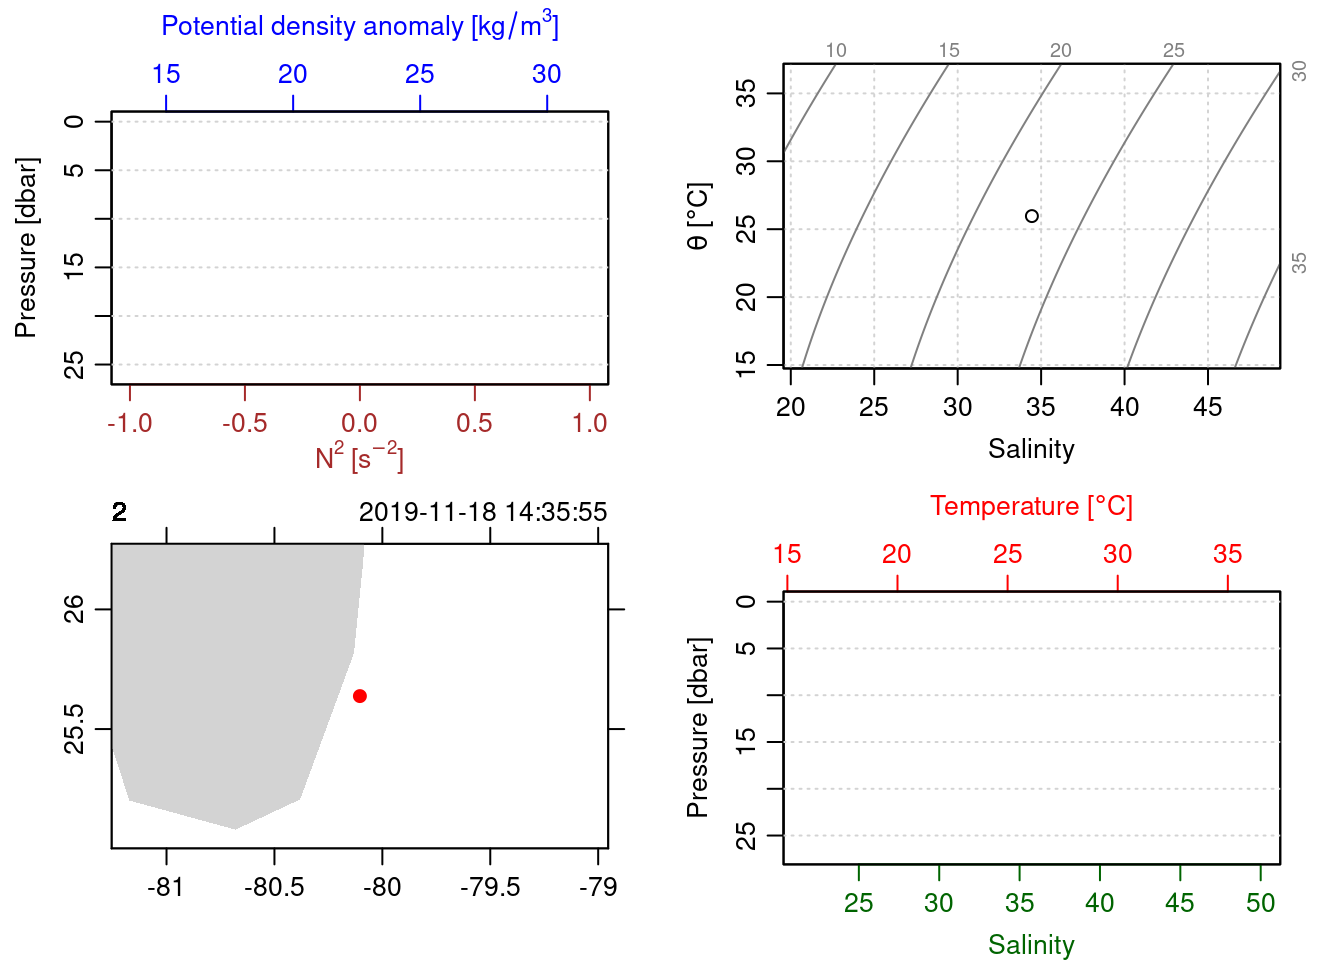 Potential density anomaly [kg/m³]
15 20 25 30
0
5
15
25
Pressure [dbar]
-1.0 -0.5 0.0 0.5 1.0
N² [s⁻²]
10 15 20 25
30
35
35
30
25
20
15
θ [°C]
20 25 30 35 40 45
Salinity
2 2019-11-18 14:35:55
26
25.5
-81 -80.5 -80 -79.5 -79
Temperature [°C]
15 20 25 30 35
0
5
15
25
Pressure [dbar]
25 30 35 40 45 50
Salinity